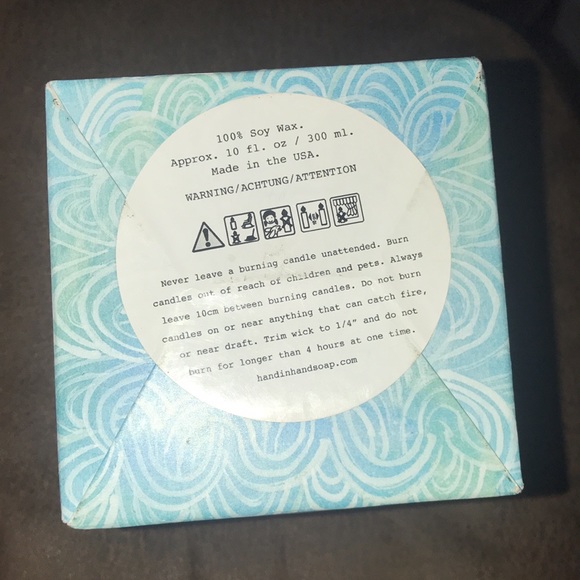 100% Soy Wax.
Approx. 10 fl. oz / 300 ml.
Made in the USA.
WARNING/ACHTUNG/ATTENTION
Never leave a burning candle unattended. Burn
candles out of reach of children and pets. Always
leave 10cm between burning candles. Do not burn
candles on or near anything that can catch fire,
or near draft. Trim wick to 1/4" and do not
burn for longer than 4 hours at one time.
handinhandsoap.com